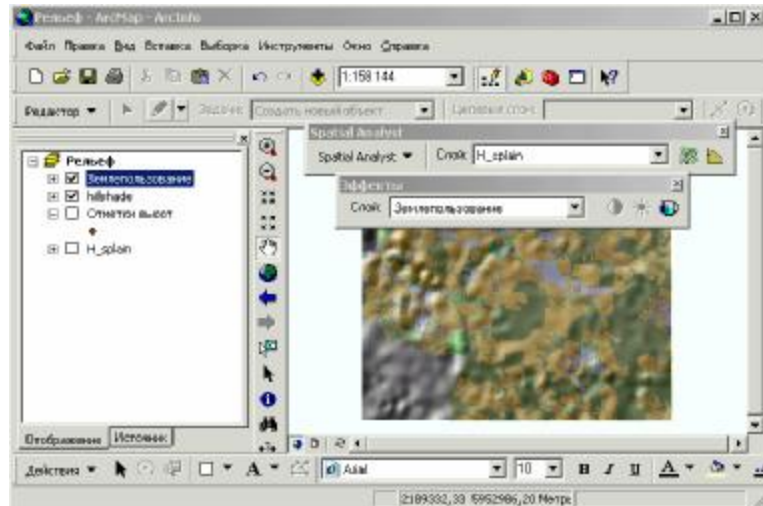 Рельеф - ArcMap - ArcInfo
Файл Правка Вид Вставка Выборка Инструменты Окно Справка
1:158 144
Редактор Задача: Создать новый объект Целевой слой:
Spatial Analyst
Spatial Analyst Слой: H_splain
Эффекты
Слой: Землепользование
Рельеф
Землепользование
hillshade
Отметки высот
H_splain
Отображение Источник
Действия A Arial 10 B I U A
2189332,33 5952986,20 Метры